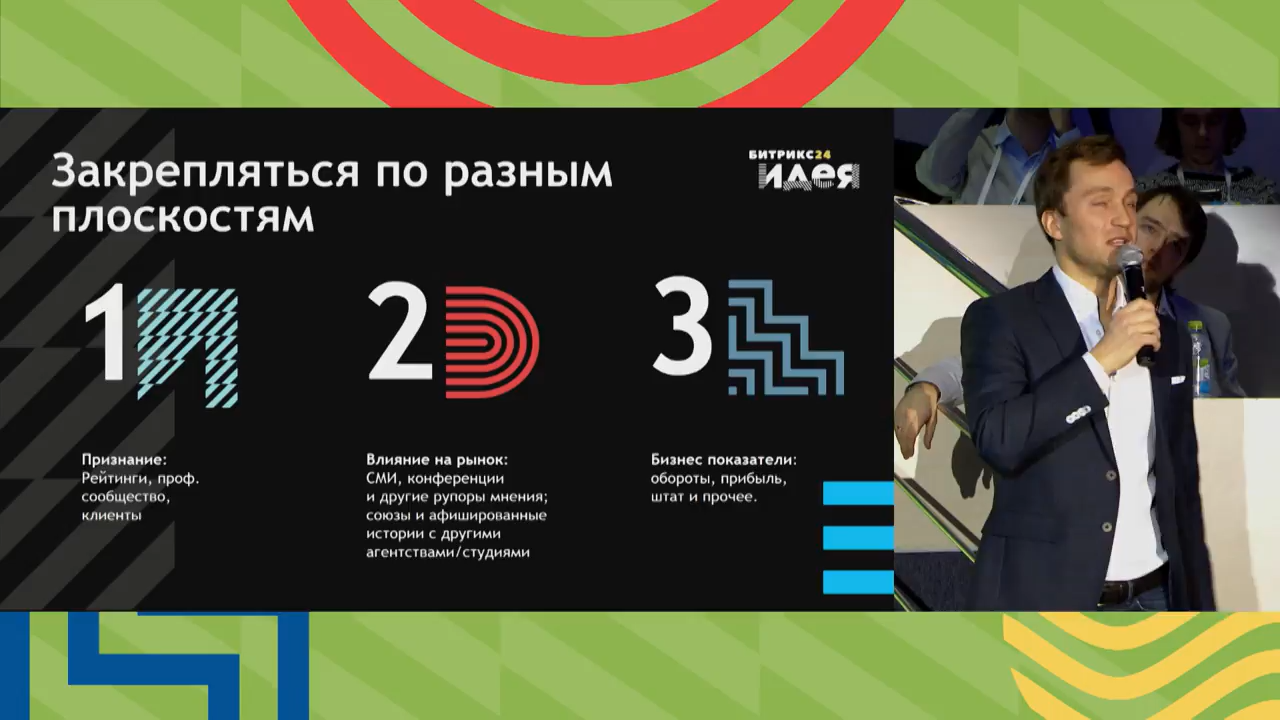 Закрепляться по разным
плоскостям
БИТРИКС24
идея
1
2
3
Признание:
Рейтинги, проф.
сообщество,
клиенты
Влияние на рынок:
СМИ, конференции
и другие рупоры мнения;
союзы и афишированные
истории с другими
агентствами/студиями
Бизнес показатели:
обороты, прибыль,
штат и прочее.